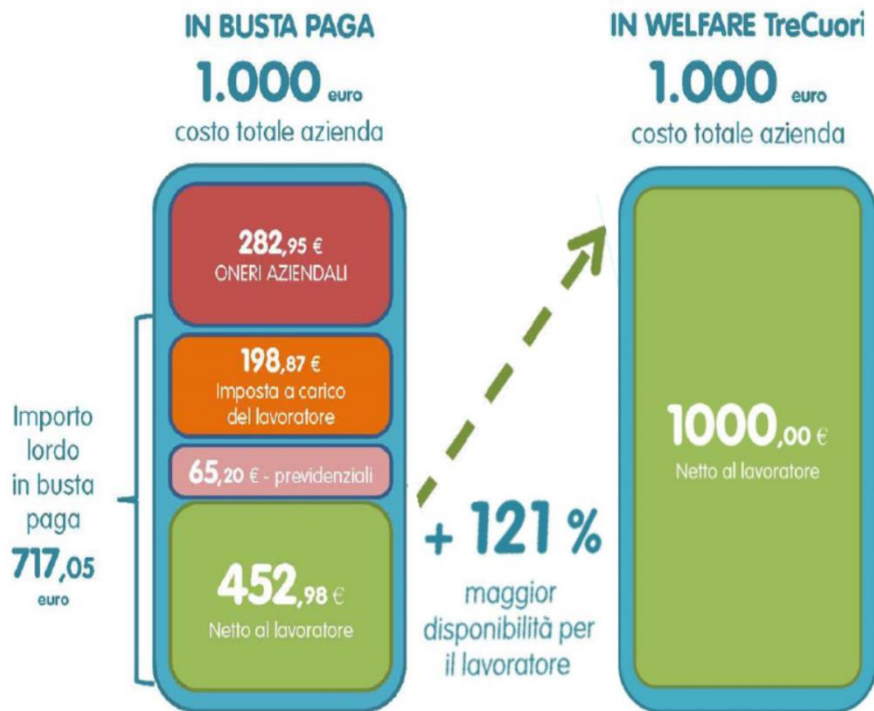 IN BUSTA PAGA
1.000 euro
costo totale azienda
282,95 €
ONERI AZIENDALI
198,87 €
Imposta a carico
del lavoratore
65,20 € - previdenziali
452,98 €
Netto al lavoratore
Importo
lordo
in busta
paga
717,05
euro
+ 121 %
maggior
disponibilità per
il lavoratore
IN WELFARE TreCuori
1.000 euro
costo totale azienda
1000,00 €
Netto al lavoratore